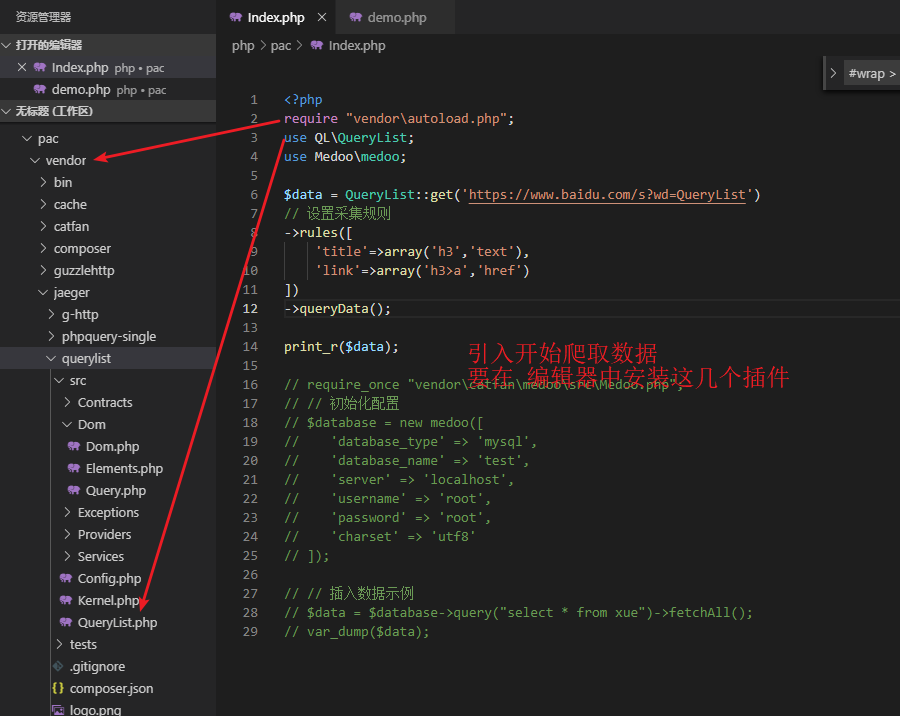 资源管理器
打开的编辑器
Index.php php • pac
demo.php php • pac
无标题 (工作区)
pac
vendor
bin
cache
catfan
composer
guzzlehttp
jaeger
g-http
phpquery-single
querylist
src
Contracts
Dom
Dom.php
Elements.php
Query.php
Exceptions
Providers
Services
Config.php
Kernel.php
QueryList.php
tests
.gitignore
composer.json
logo.png
Index.php
demo.php
php > pac > Index.php
#wrap >
1 <?php
2 require "vendor\autoload.php";
3 use QL\QueryList;
4 use Medoo\medoo;
5
6 $data = QueryList::get('https://www.baidu.com/s?wd=QueryList')
7 // 设置采集规则
8 ->rules([
9 'title'=>array('h3','text'),
10 'link'=>array('h3>a','href')
11 ])
12 ->queryData();
13
14 print_r($data);
引入开始爬取数据
15
要在 编辑器中安装这几个插件
16 // require_once "vendor\catfan\medoo\src\Medoo.php";
17 // // 初始化配置
18 // $database = new medoo([
19 // 'database_type' => 'mysql',
20 // 'database_name' => 'test',
21 // 'server' => 'localhost',
22 // 'username' => 'root',
23 // 'password' => 'root',
24 // 'charset' => 'utf8'
25 // ]);
26
27 // // 插入数据示例
28 // $data = $database->query("select * from xue")->fetchAll();
29 // var_dump($data);